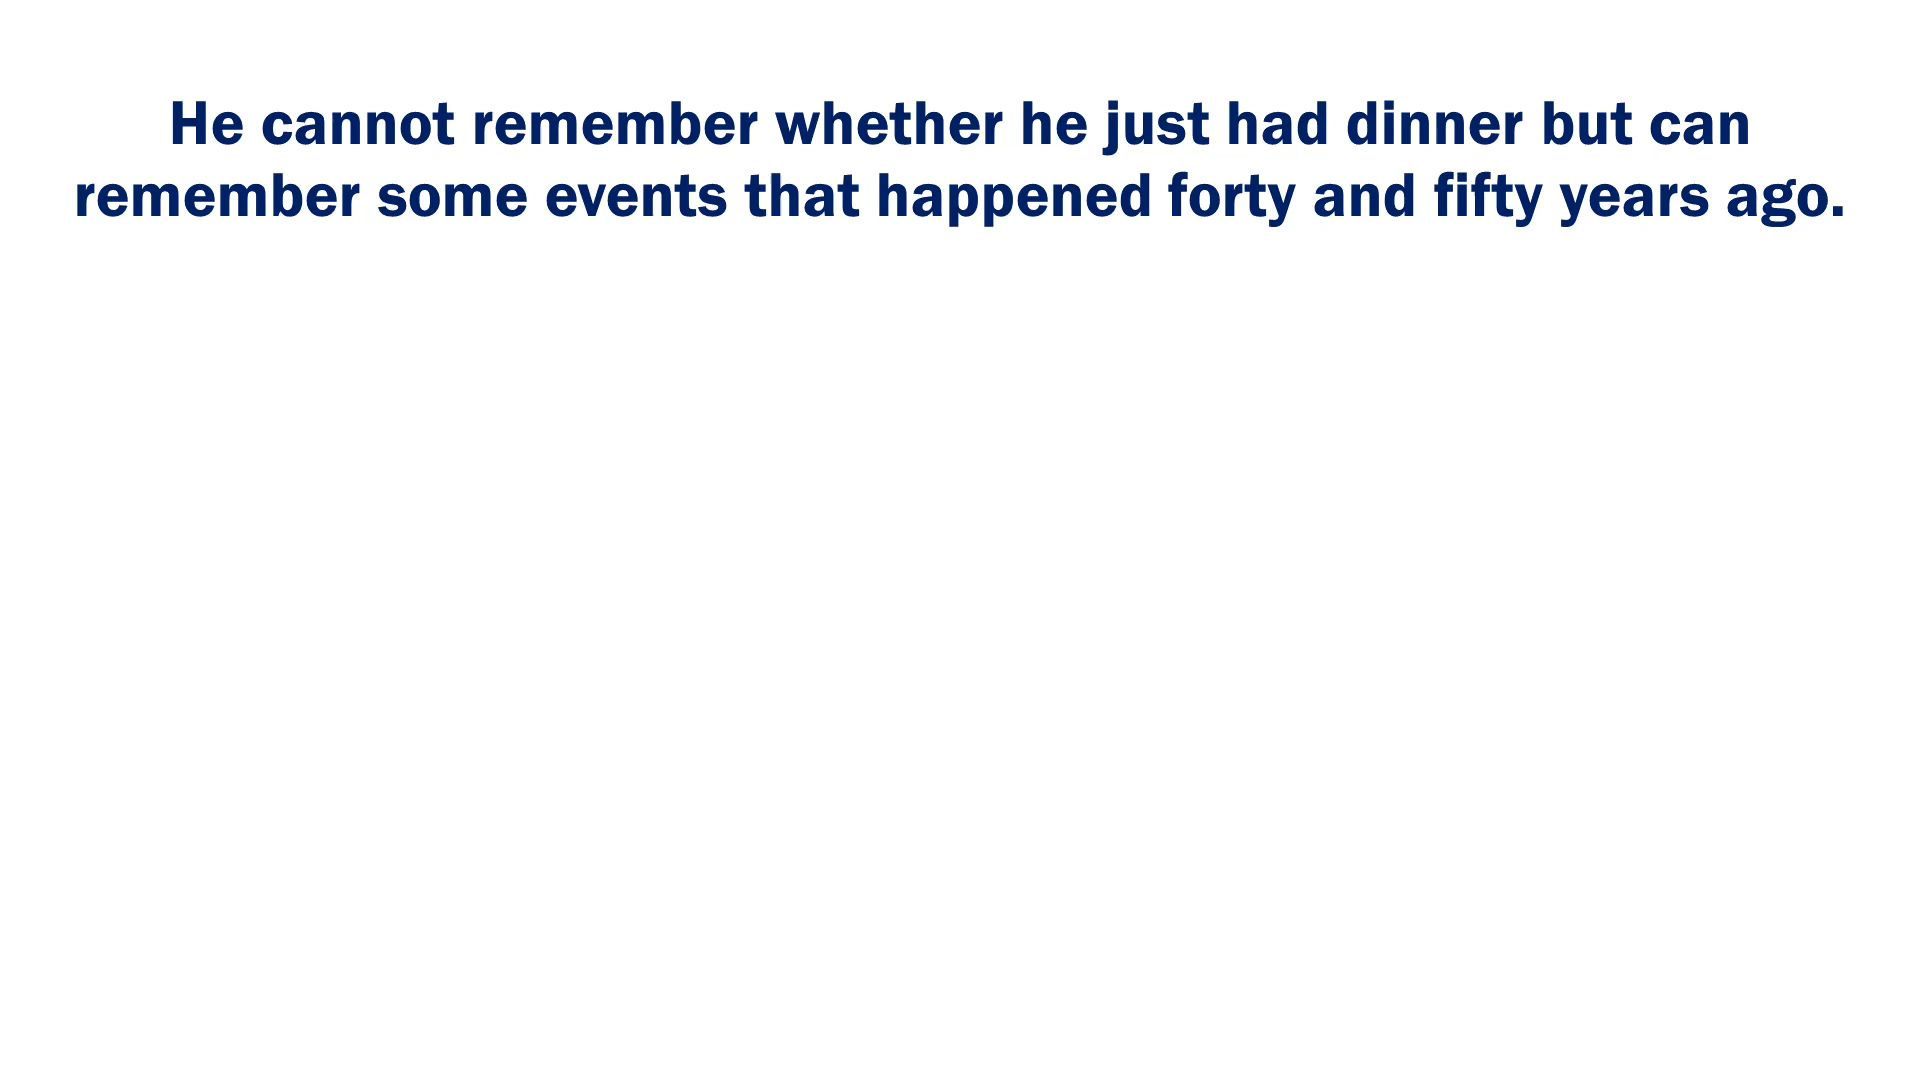 He cannot remember whether he just had dinner but can
remember some events that happened forty and fifty years ago.